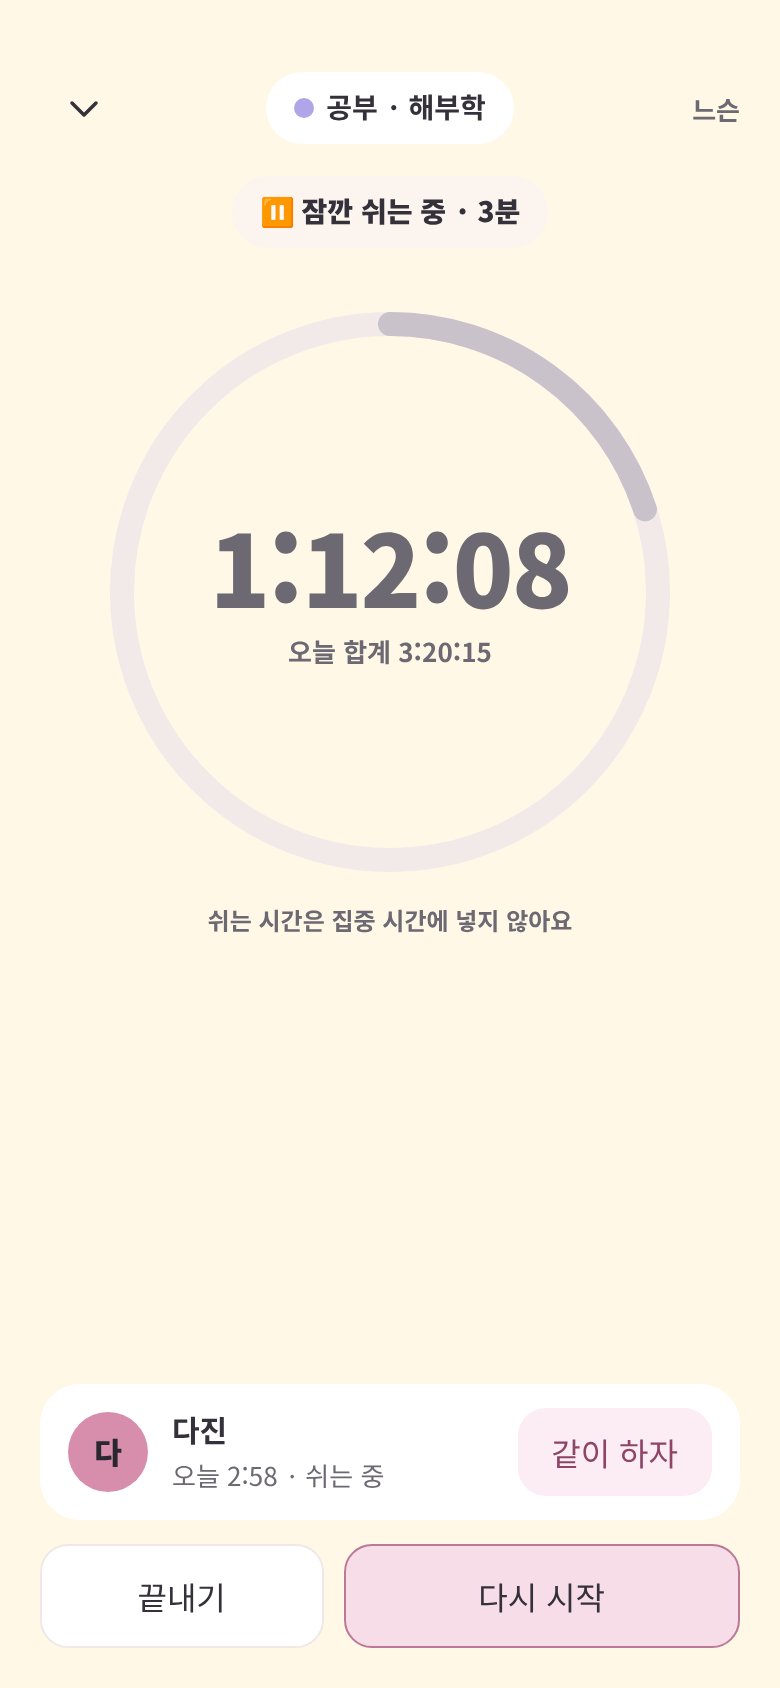 공부 · 해부학
느슨
⏸️ 잠깐 쉬는 중 · 3분
1:12:08
오늘 합계 3:20:15
쉬는 시간은 집중 시간에 넣지 않아요
다
다진
오늘 2:58 · 쉬는 중
같이 하자
끝내기
다시 시작